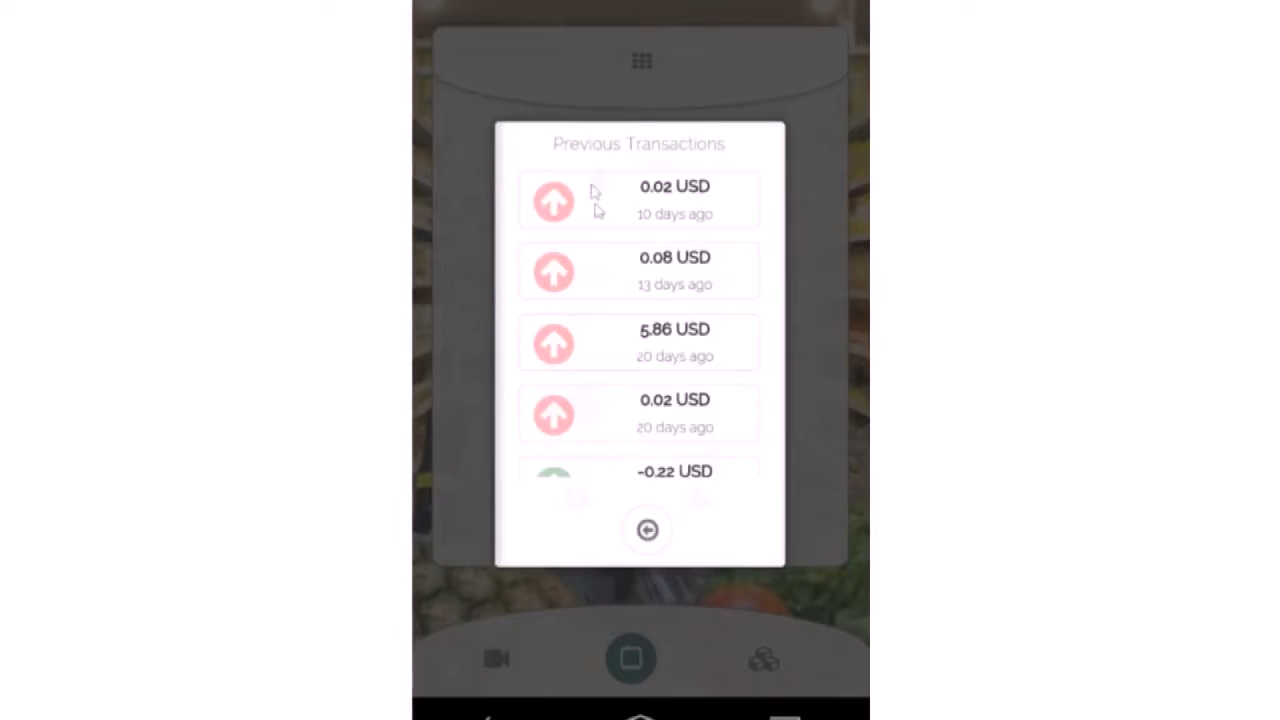 Previous Transactions
0.02 USD
10 days ago
0.08 USD
13 days ago
5.86 USD
20 days ago
0.02 USD
20 days ago
-0.22 USD